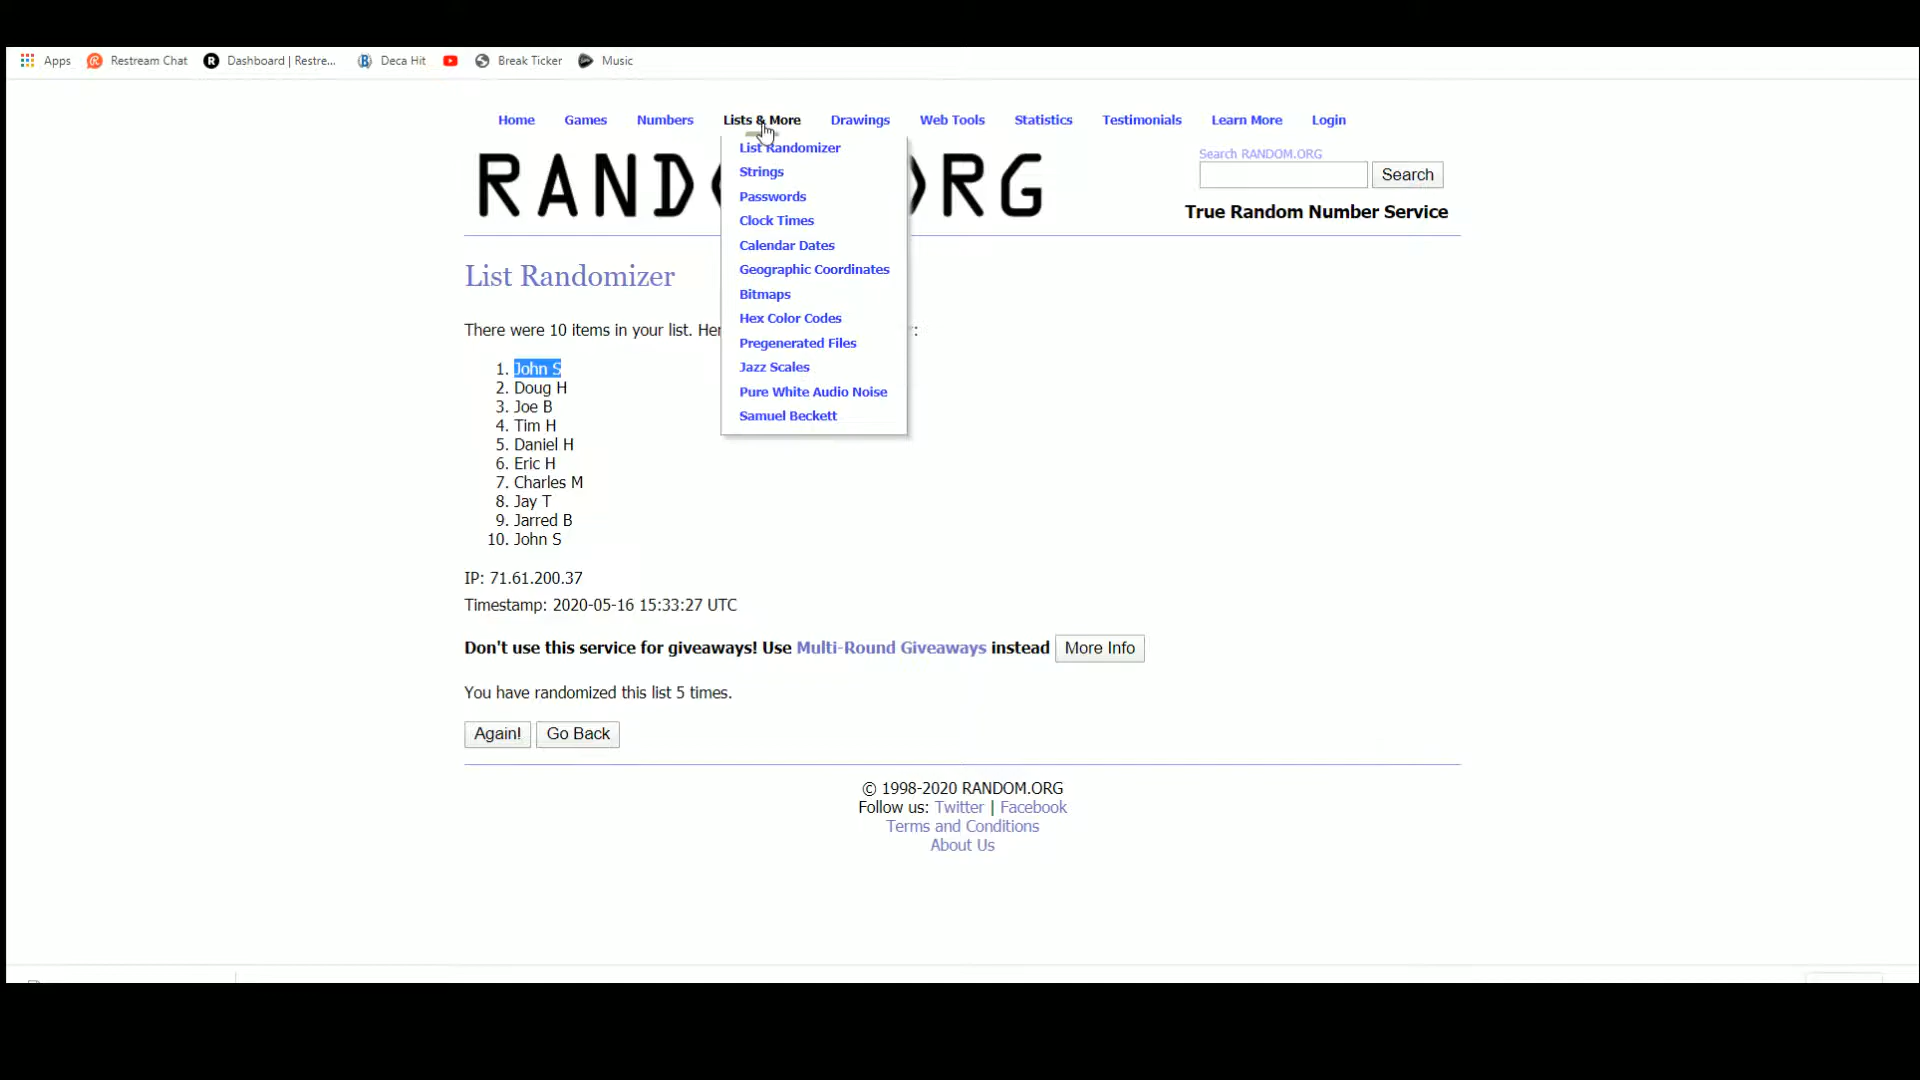 Apps Restream Chat Dashboard | Restre... Deca Hit Break Ticker Music
Home Games Numbers Lists & More Drawings Web Tools Statistics Testimonials Learn More Login
List Randomizer
Strings
Passwords
Clock Times
Calendar Dates
Geographic Coordinates
Bitmaps
Hex Color Codes
Pregenerated Files
Jazz Scales
Pure White Audio Noise
Samuel Beckett
RAND RG
Search RANDOM.ORG
Search
True Random Number Service
List Randomizer
There were 10 items in your list. Her :
1. John S
2. Doug H
3. Joe B
4. Tim H
5. Daniel H
6. Eric H
7. Charles M
8. Jay T
9. Jarred B
10. John S
IP: 71.61.200.37
Timestamp: 2020-05-16 15:33:27 UTC
Don't use this service for giveaways! Use Multi-Round Giveaways instead More Info
You have randomized this list 5 times.
Again! Go Back
© 1998-2020 RANDOM.ORG
Follow us: Twitter | Facebook
Terms and Conditions
About Us